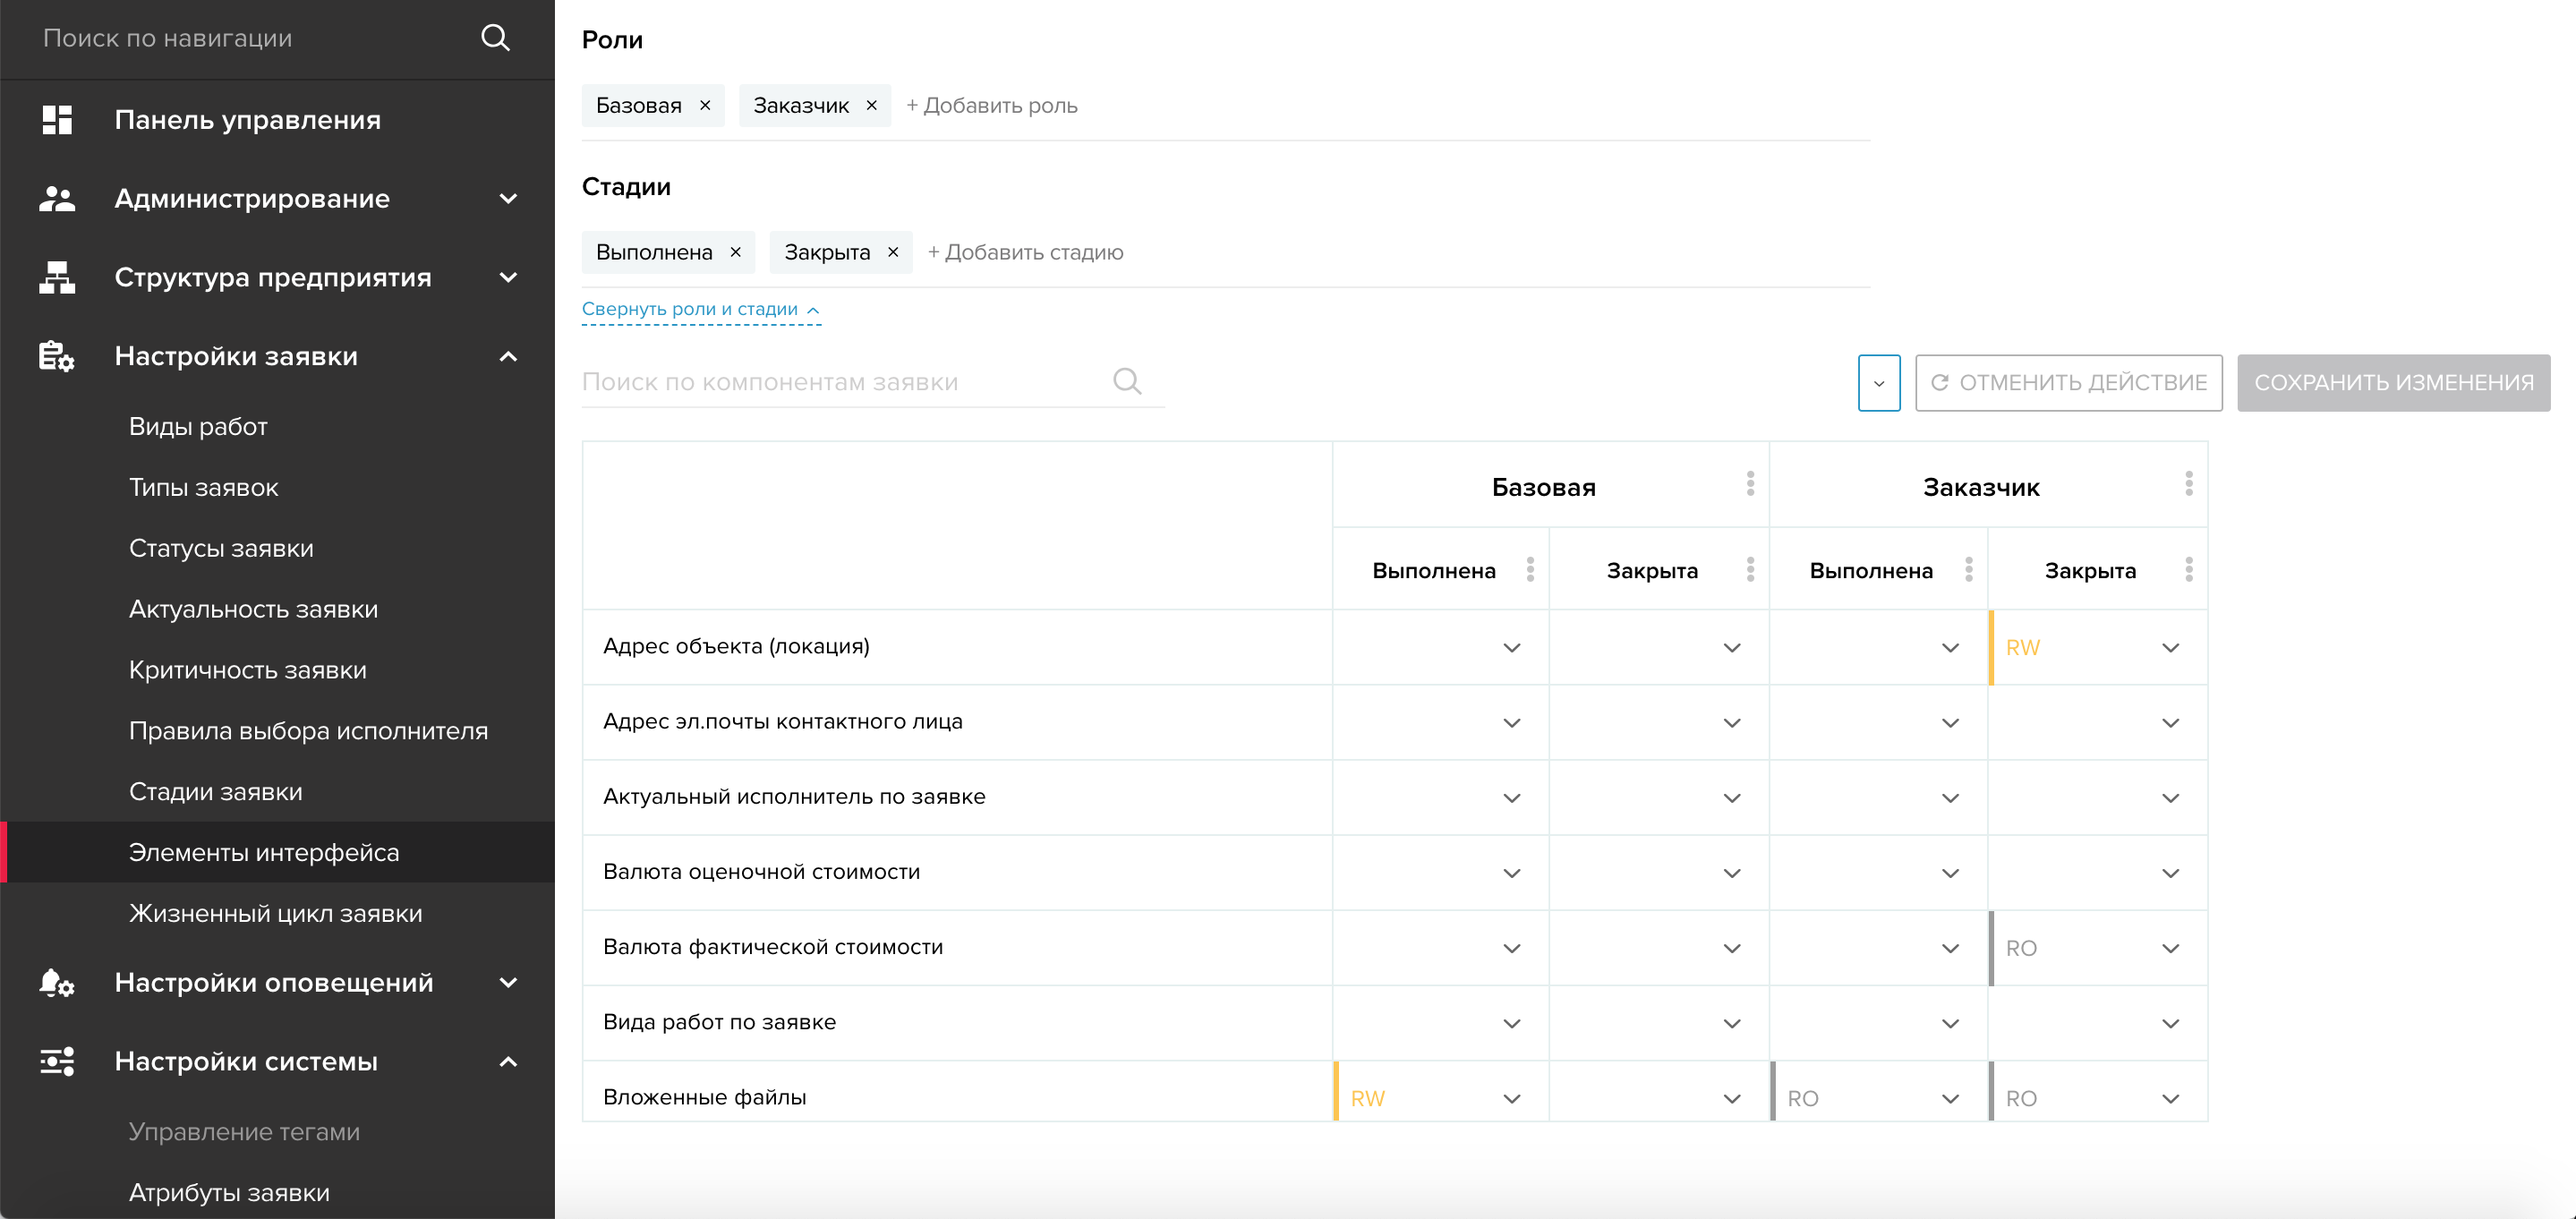 Поиск по навигации
Панель управления
Администрирование
Структура предприятия
Настройки заявки
Виды работ
Типы заявок
Статусы заявки
Актуальность заявки
Критичность заявки
Правила выбора исполнителя
Стадии заявки
Элементы интерфейса
Жизненный цикл заявки
Настройки оповещений
Настройки системы
Управление тегами
Атрибуты заявки
Роли
Базовая × Заказчик × + Добавить роль
Стадии
Выполнена × Закрыта × + Добавить стадию
Свернуть роли и стадии
Поиск по компонентам заявки
ОТМЕНИТЬ ДЕЙСТВИЕ СОХРАНИТЬ ИЗМЕНЕНИЯ
Базовая Заказчик
Выполнена Закрыта Выполнена Закрыта
Адрес объекта (локация) RW
Адрес эл.почты контактного лица
Актуальный исполнитель по заявке
Валюта оценочной стоимости
Валюта фактической стоимости RO
Вида работ по заявке
Вложенные файлы RW RO RO